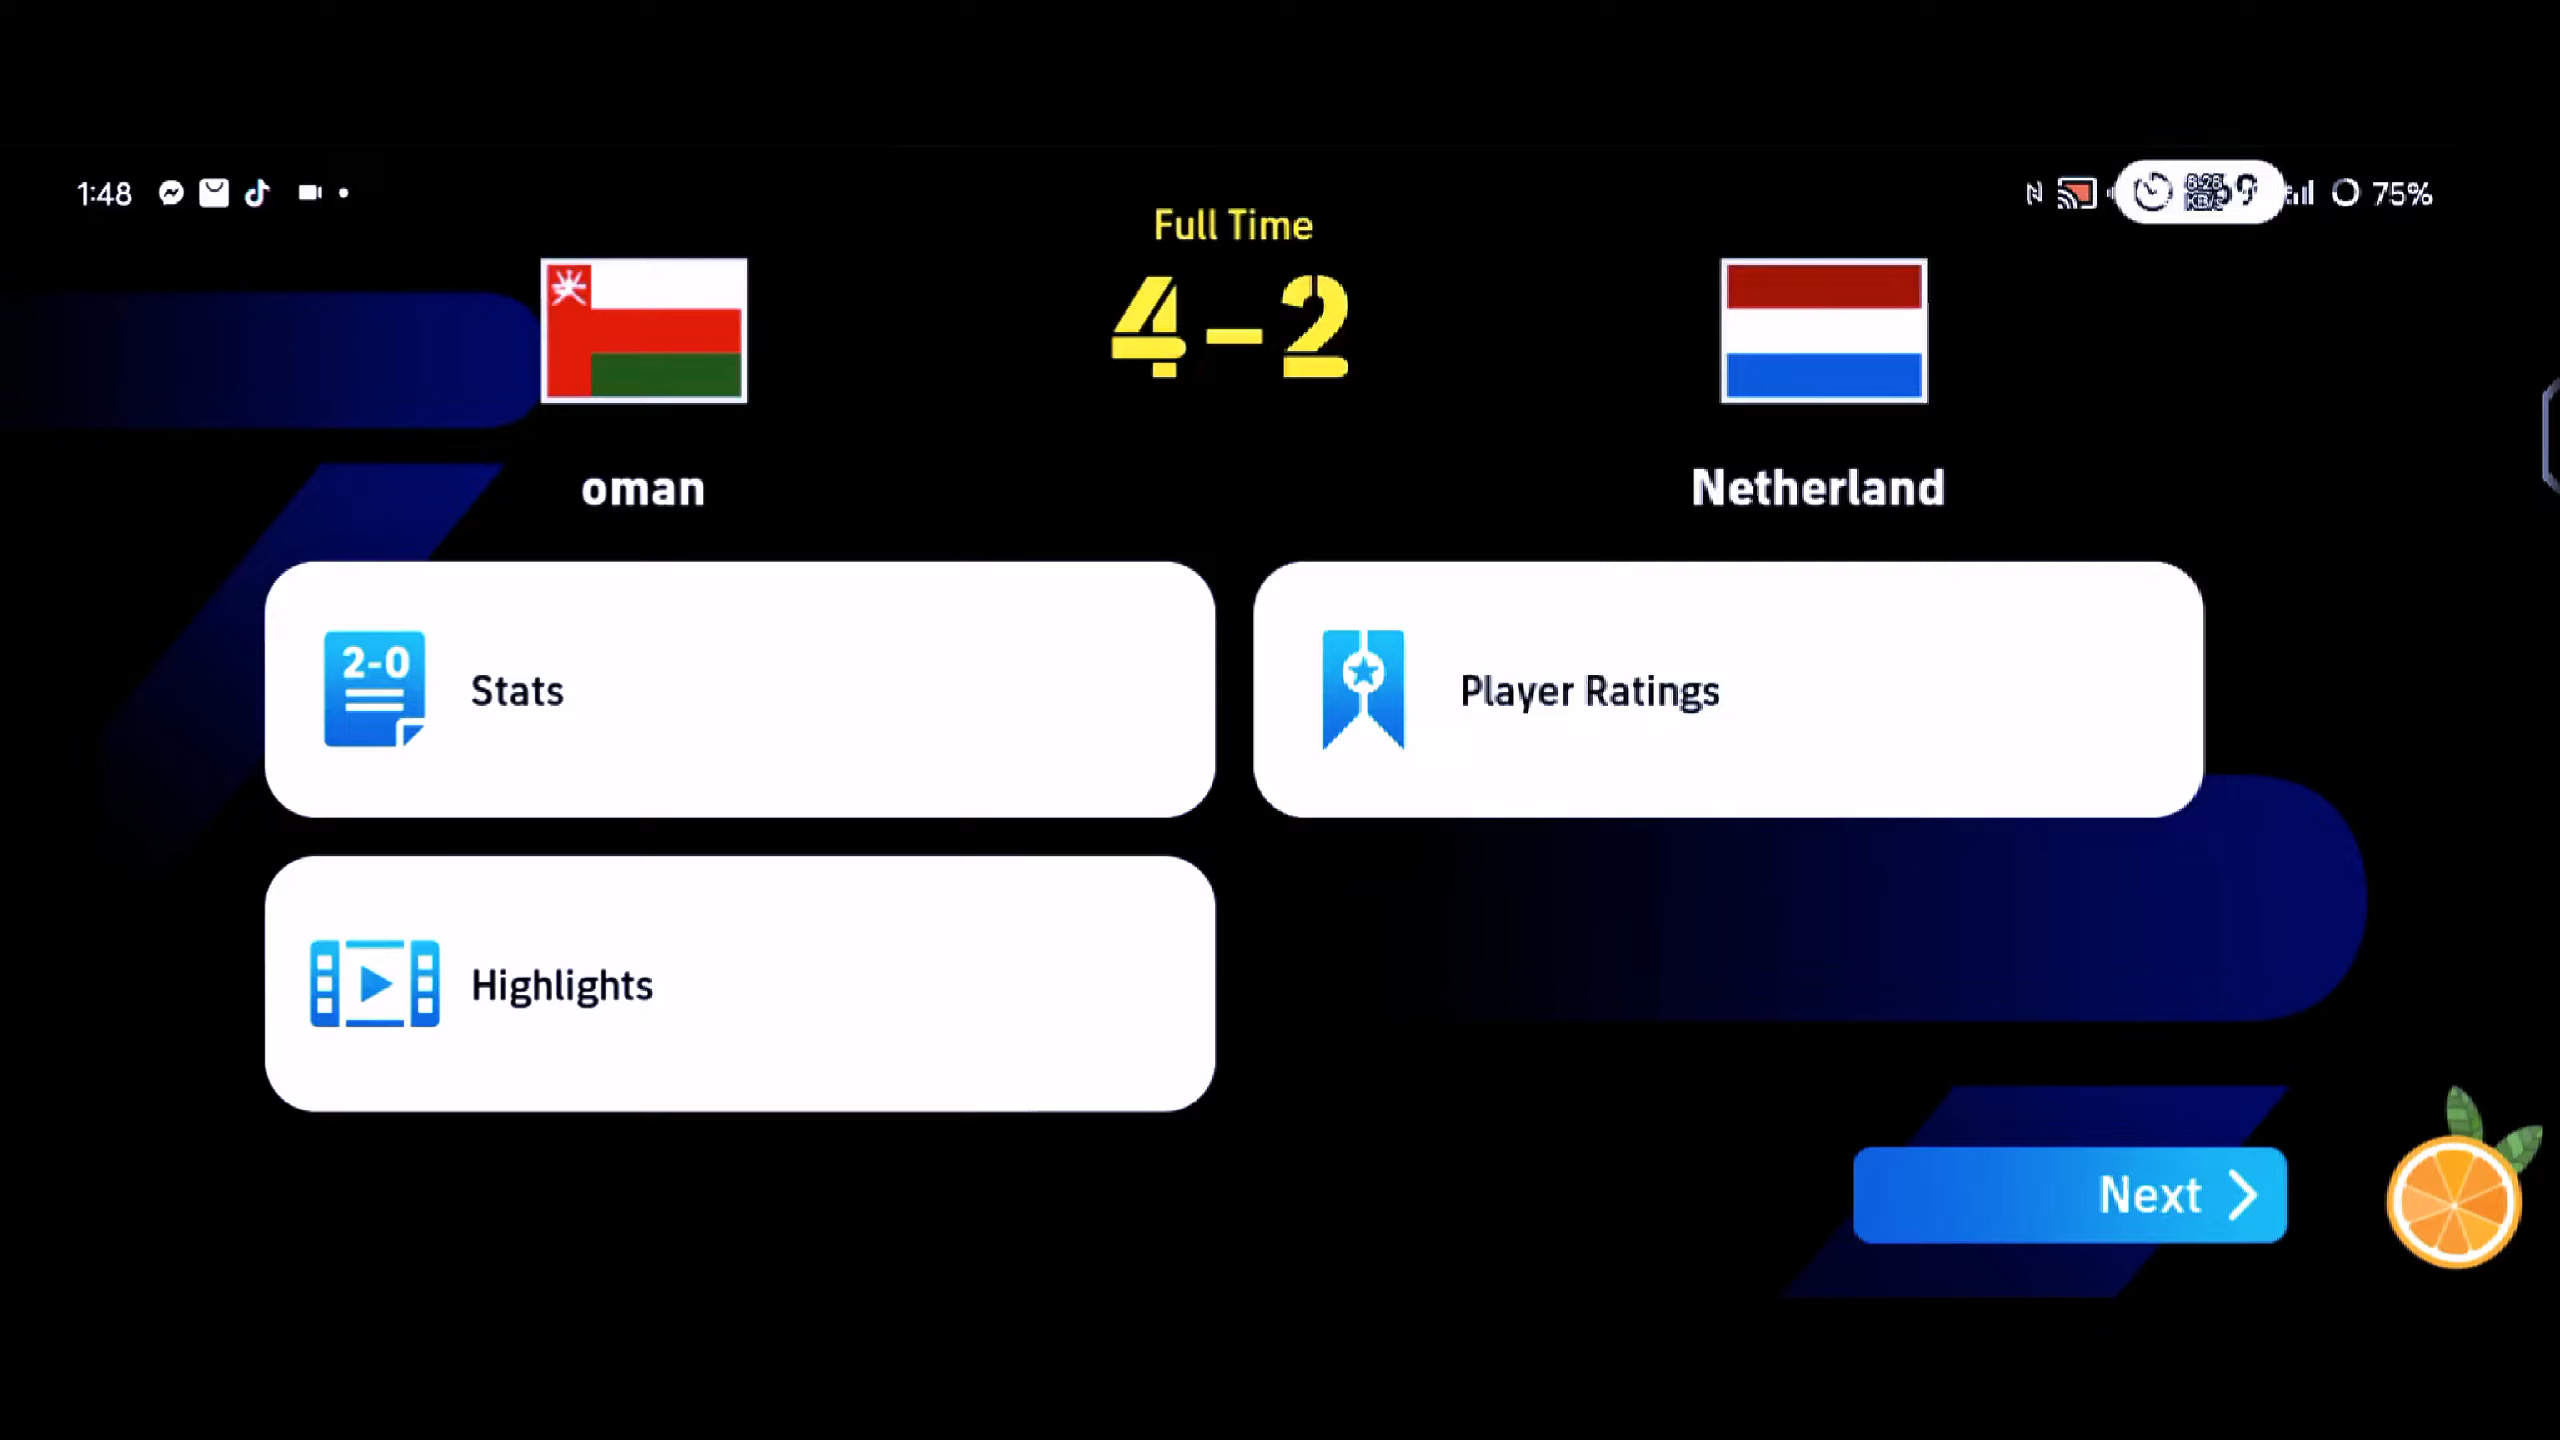 1:48
75%
Full Time
4-2
oman
Netherland
2-0
Stats
Player Ratings
Highlights
Next